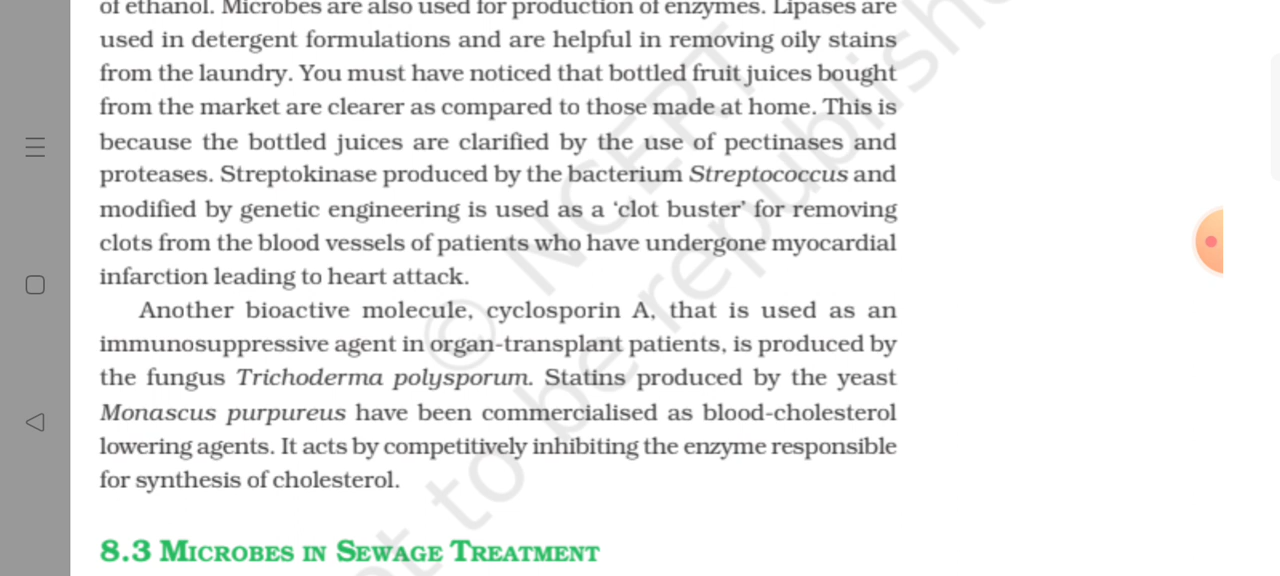 of ethanol. Microbes are also used for production of enzymes. Lipases are
used in detergent formulations and are helpful in removing oily stains
from the laundry. You must have noticed that bottled fruit juices bought
from the market are clearer as compared to those made at home. This is
because the bottled juices are clarified by the use of pectinases and
proteases. Streptokinase produced by the bacterium Streptococcus and
modified by genetic engineering is used as a ‘clot buster’ for removing
clots from the blood vessels of patients who have undergone myocardial
infarction leading to heart attack.
Another bioactive molecule, cyclosporin A, that is used as an
immunosuppressive agent in organ-transplant patients, is produced by
the fungus Trichoderma polysporum. Statins produced by the yeast
Monascus purpureus have been commercialised as blood-cholesterol
lowering agents. It acts by competitively inhibiting the enzyme responsible
for synthesis of cholesterol.
8.3 MICROBES IN SEWAGE TREATMENT
© NCERT
to be republish